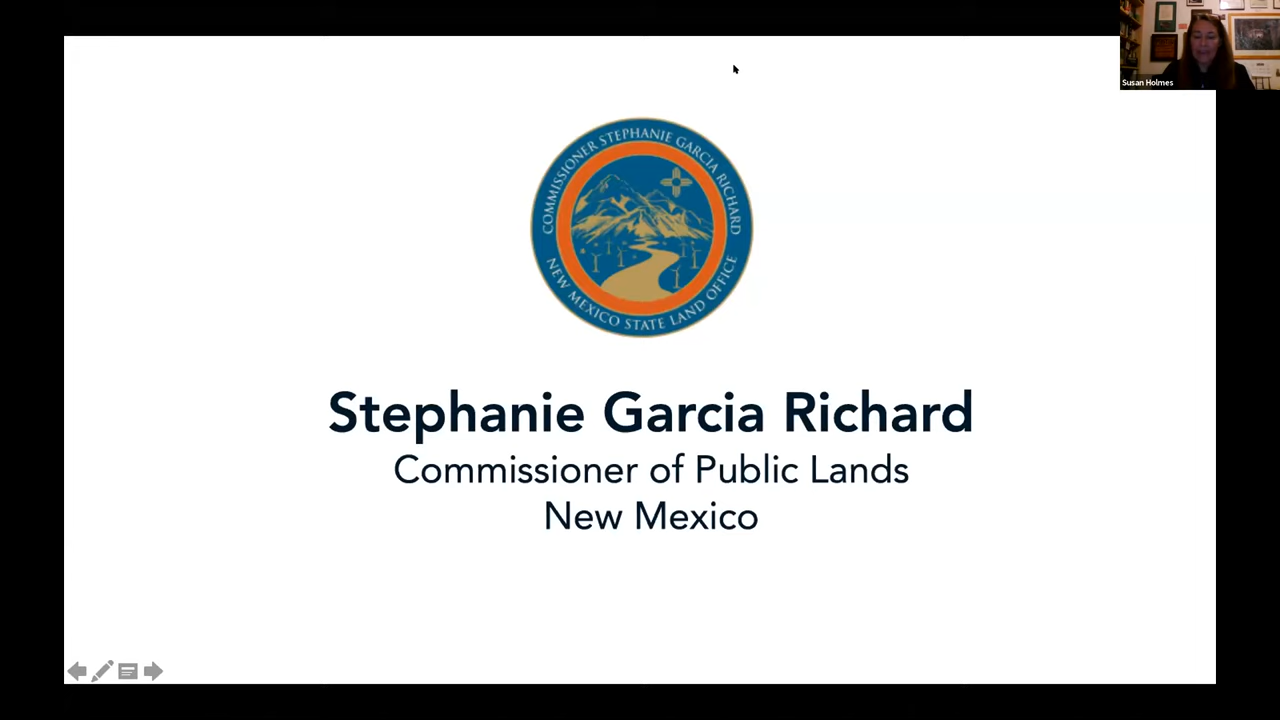 Susan Holmes
COMMISSIONER STEPHANIE GARCIA RICHARD
NEW MEXICO STATE LAND OFFICE
Stephanie Garcia Richard
Commissioner of Public Lands
New Mexico